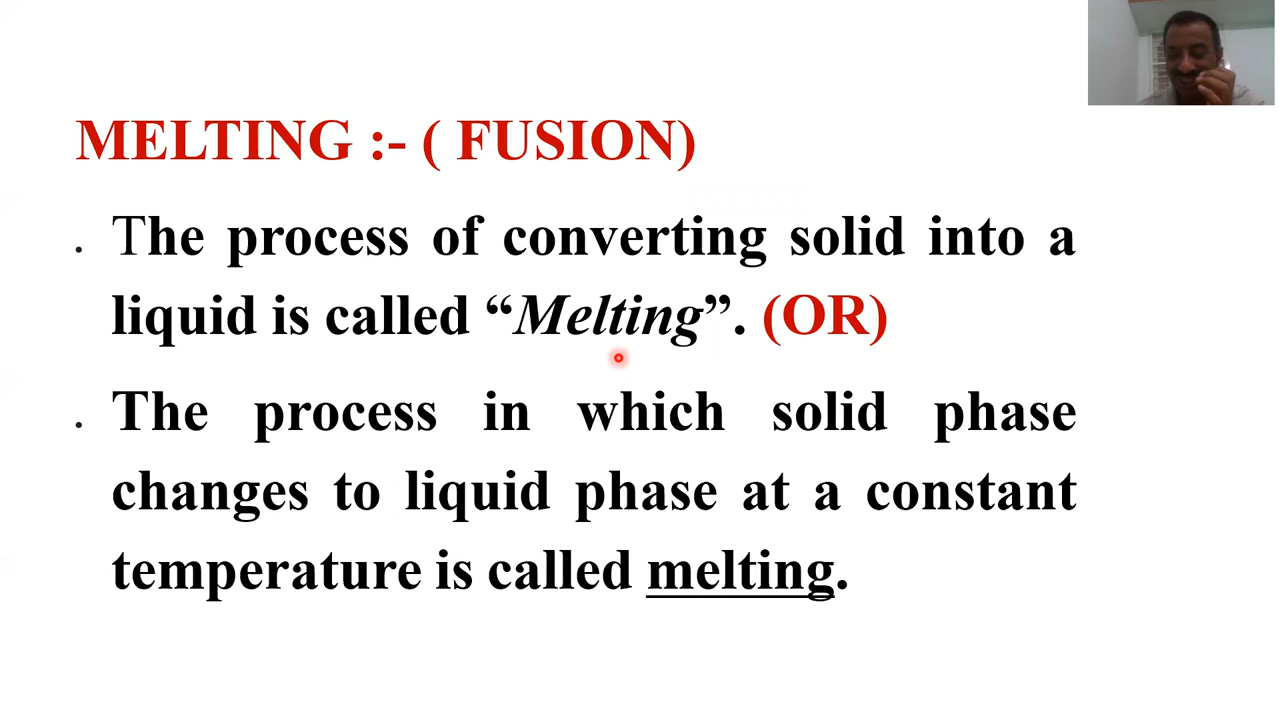 MELTING :- ( FUSION)
• The process of converting solid into a
liquid is called “Melting”. (OR)
• The process in which solid phase
changes to liquid phase at a constant
temperature is called melting.